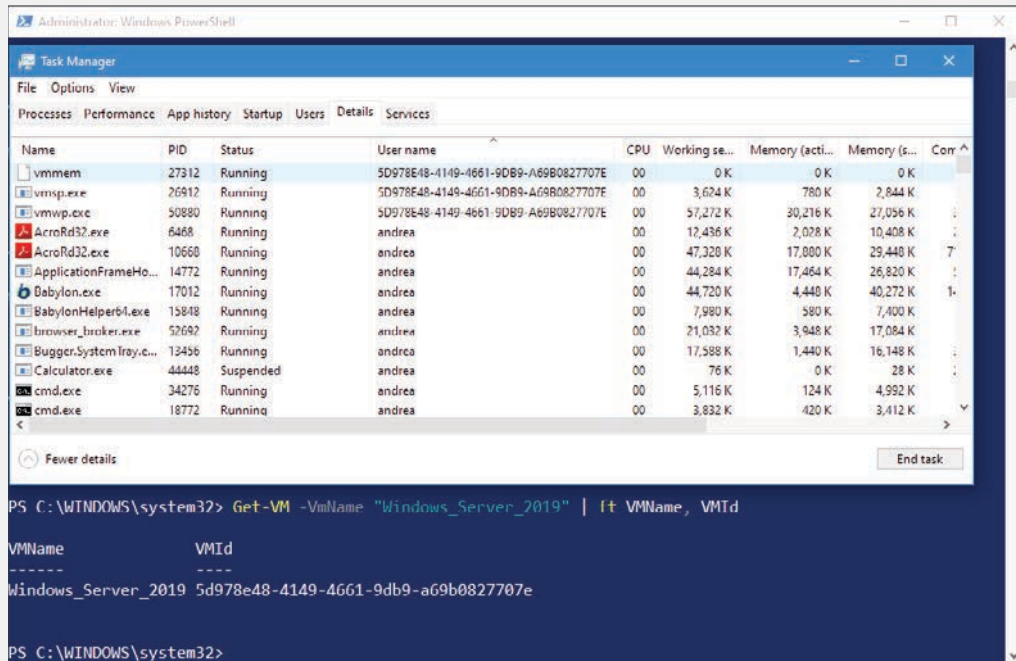 Administrator: Windows PowerShell
Task Manager
File Options View
Processes Performance App history Startup Users Details Services
Name PID Status User name CPU Working se... Memory (acti... Memory (s... Com
vmmem 27312 Running 5D978E48-4149-4661-9DB9-A69B0827707E 00 0 K 0 K 0 K
vmsp.exe 26912 Running 5D978E48-4149-4661-9DB9-A69B0827707E 00 3,624 K 780 K 2,844 K
vmwp.exe 50880 Running 5D978E48-4149-4661-9DB9-A69B0827707E 00 57,272 K 30,216 K 27,056 K
AcroRd32.exe 6468 Running andrea 00 12,436 K 2,028 K 10,408 K
AcroRd32.exe 10668 Running andrea 00 47,328 K 17,880 K 29,448 K 7
ApplicationFrameHo... 14772 Running andrea 00 44,284 K 17,464 K 26,820 K
Babylon.exe 17012 Running andrea 00 44,720 K 4,448 K 40,272 K 1
BabylonHelper64.exe 15848 Running andrea 00 7,980 K 580 K 7,400 K
browser_broker.exe 52692 Running andrea 00 21,032 K 3,948 K 17,084 K
Bugger.SystemTray.e... 13456 Running andrea 00 17,588 K 1,440 K 16,148 K
Calculator.exe 44448 Suspended andrea 00 76 K 0 K 28 K
cmd.exe 34276 Running andrea 00 5,116 K 124 K 4,992 K
cmd.exe 18772 Running andrea 00 3,832 K 420 K 3,412 K
Fewer details End task
PS C:\WINDOWS\system32> Get-VM -VmName "Windows_Server_2019" | ft VMName, VMId
VMName VMId
------ ----
Windows_Server_2019 5d978e48-4149-4661-9db9-a69b0827707e
PS C:\WINDOWS\system32>